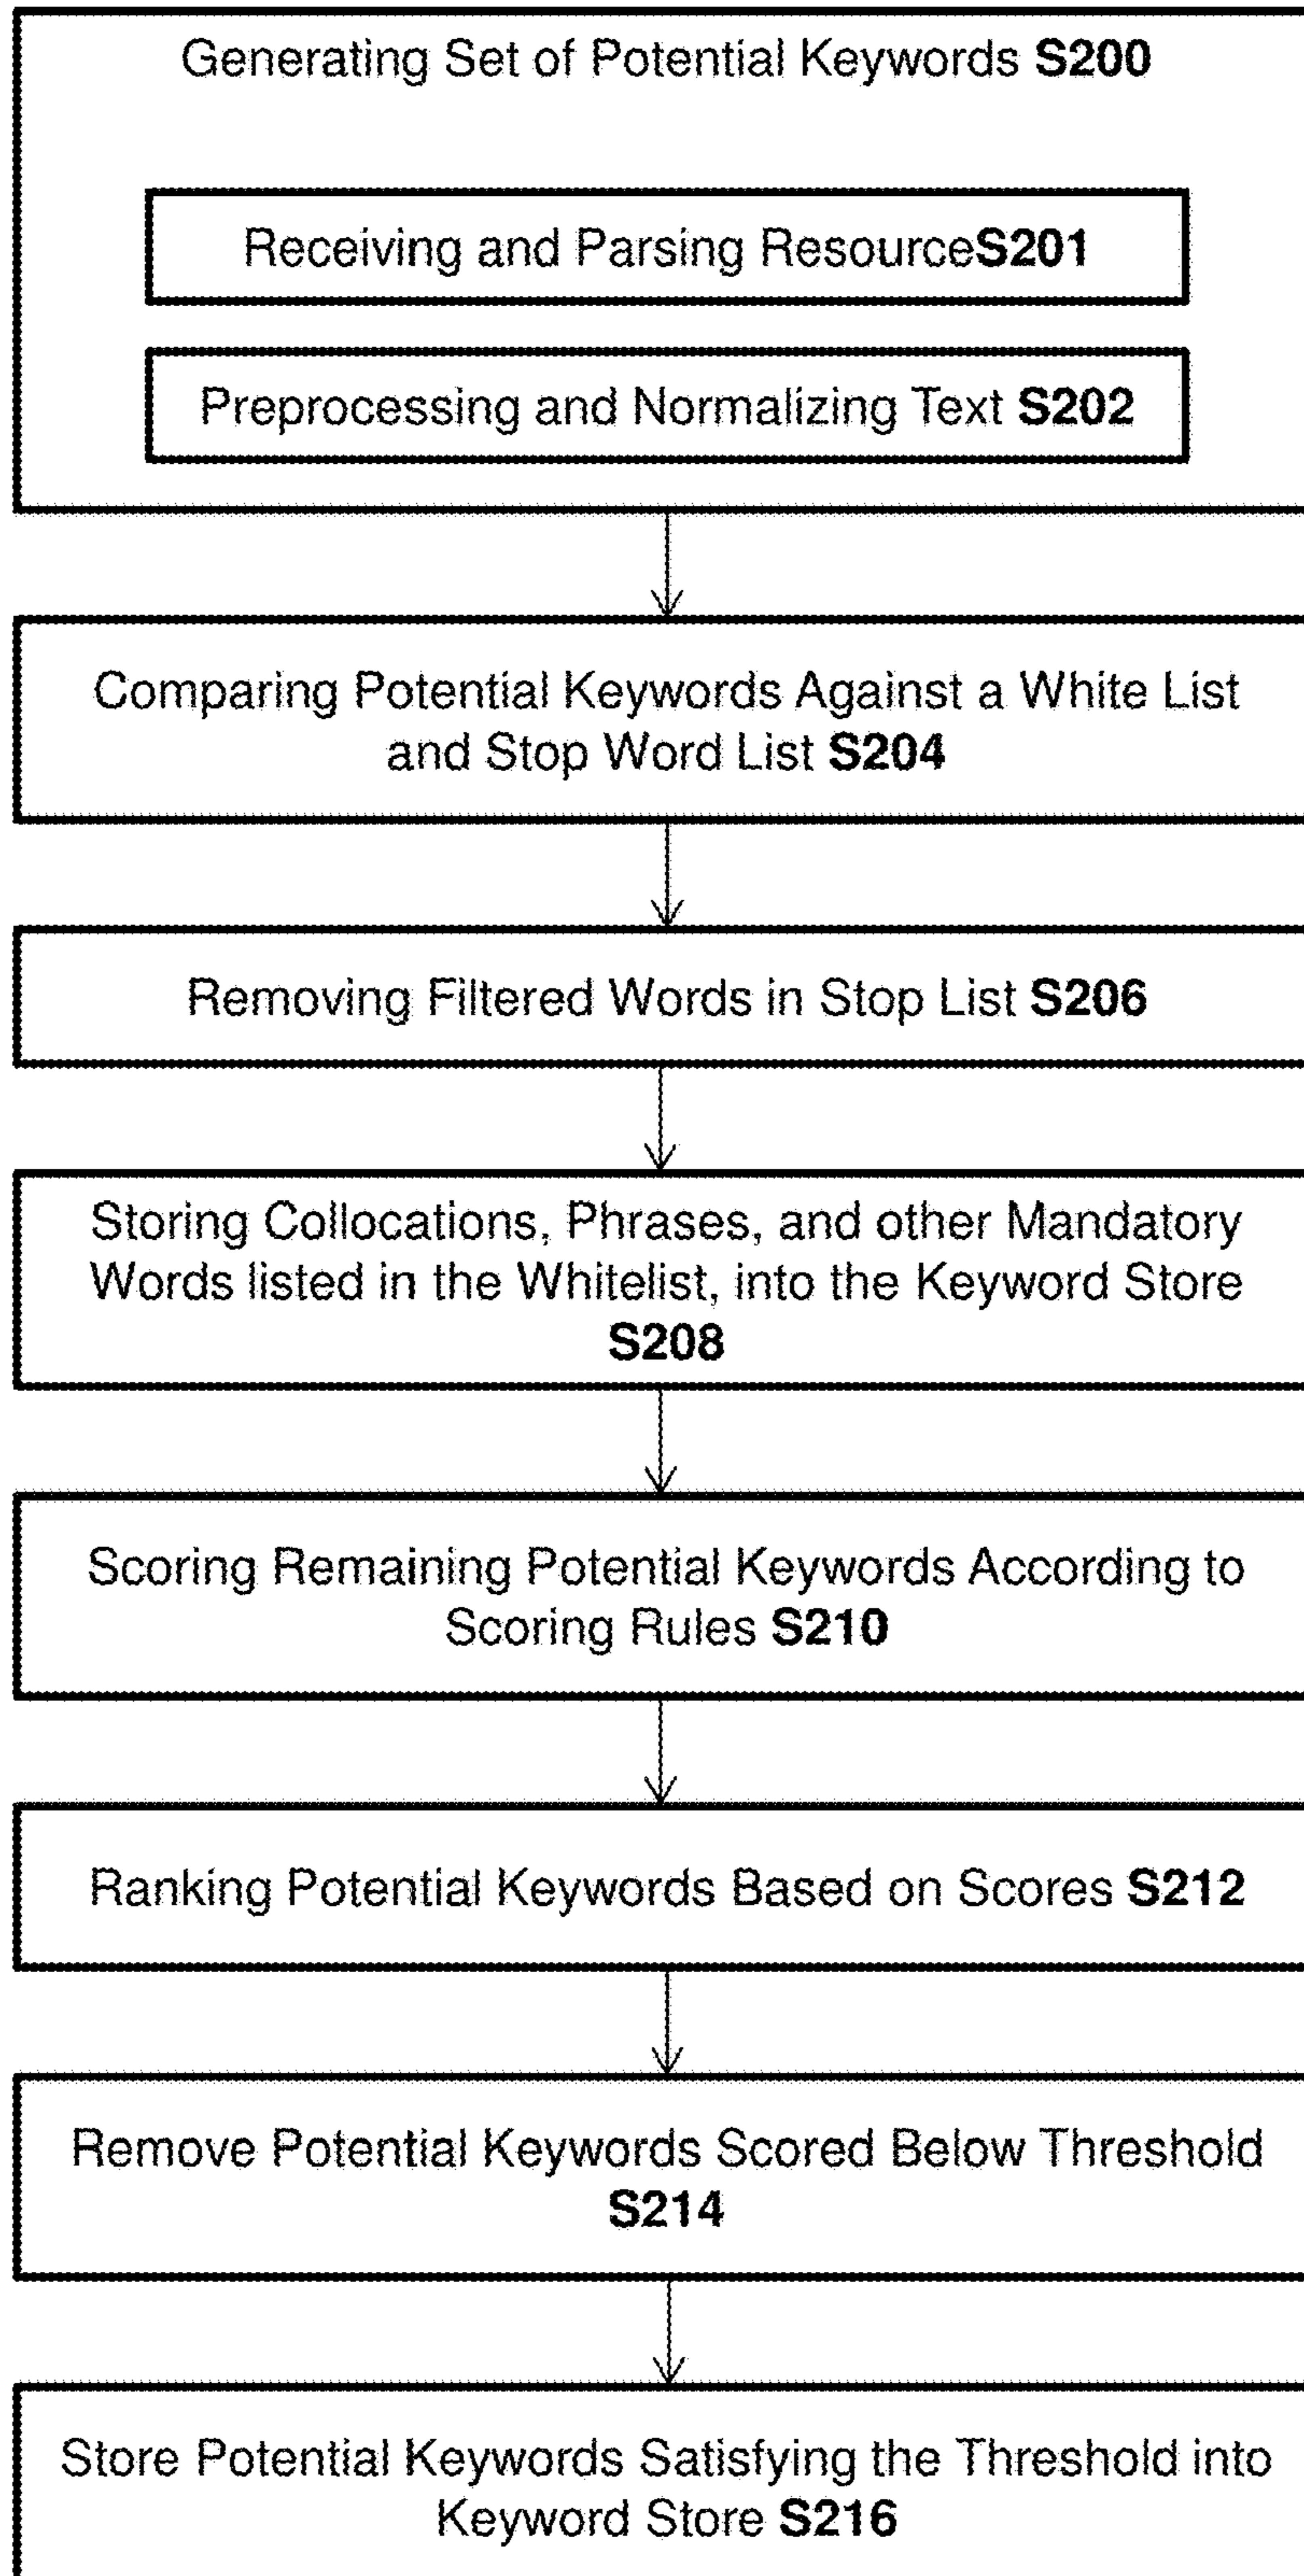 Generating Set of Potential Keywords S200
Receiving and Parsing ResourceS201
Preprocessing and Normalizing Text S202
Comparing Potential Keywords Against a White List
and Stop Word List S204
Removing Filtered Words in Stop List S206
Storing Collocations, Phrases, and other Mandatory
Words listed in the Whitelist, into the Keyword Store
S208
Scoring Remaining Potential Keywords According to
Scoring Rules S210
Ranking Potential Keywords Based on Scores S212
Remove Potential Keywords Scored Below Threshold
S214
Store Potential Keywords Satisfying the Threshold into
Keyword Store S216